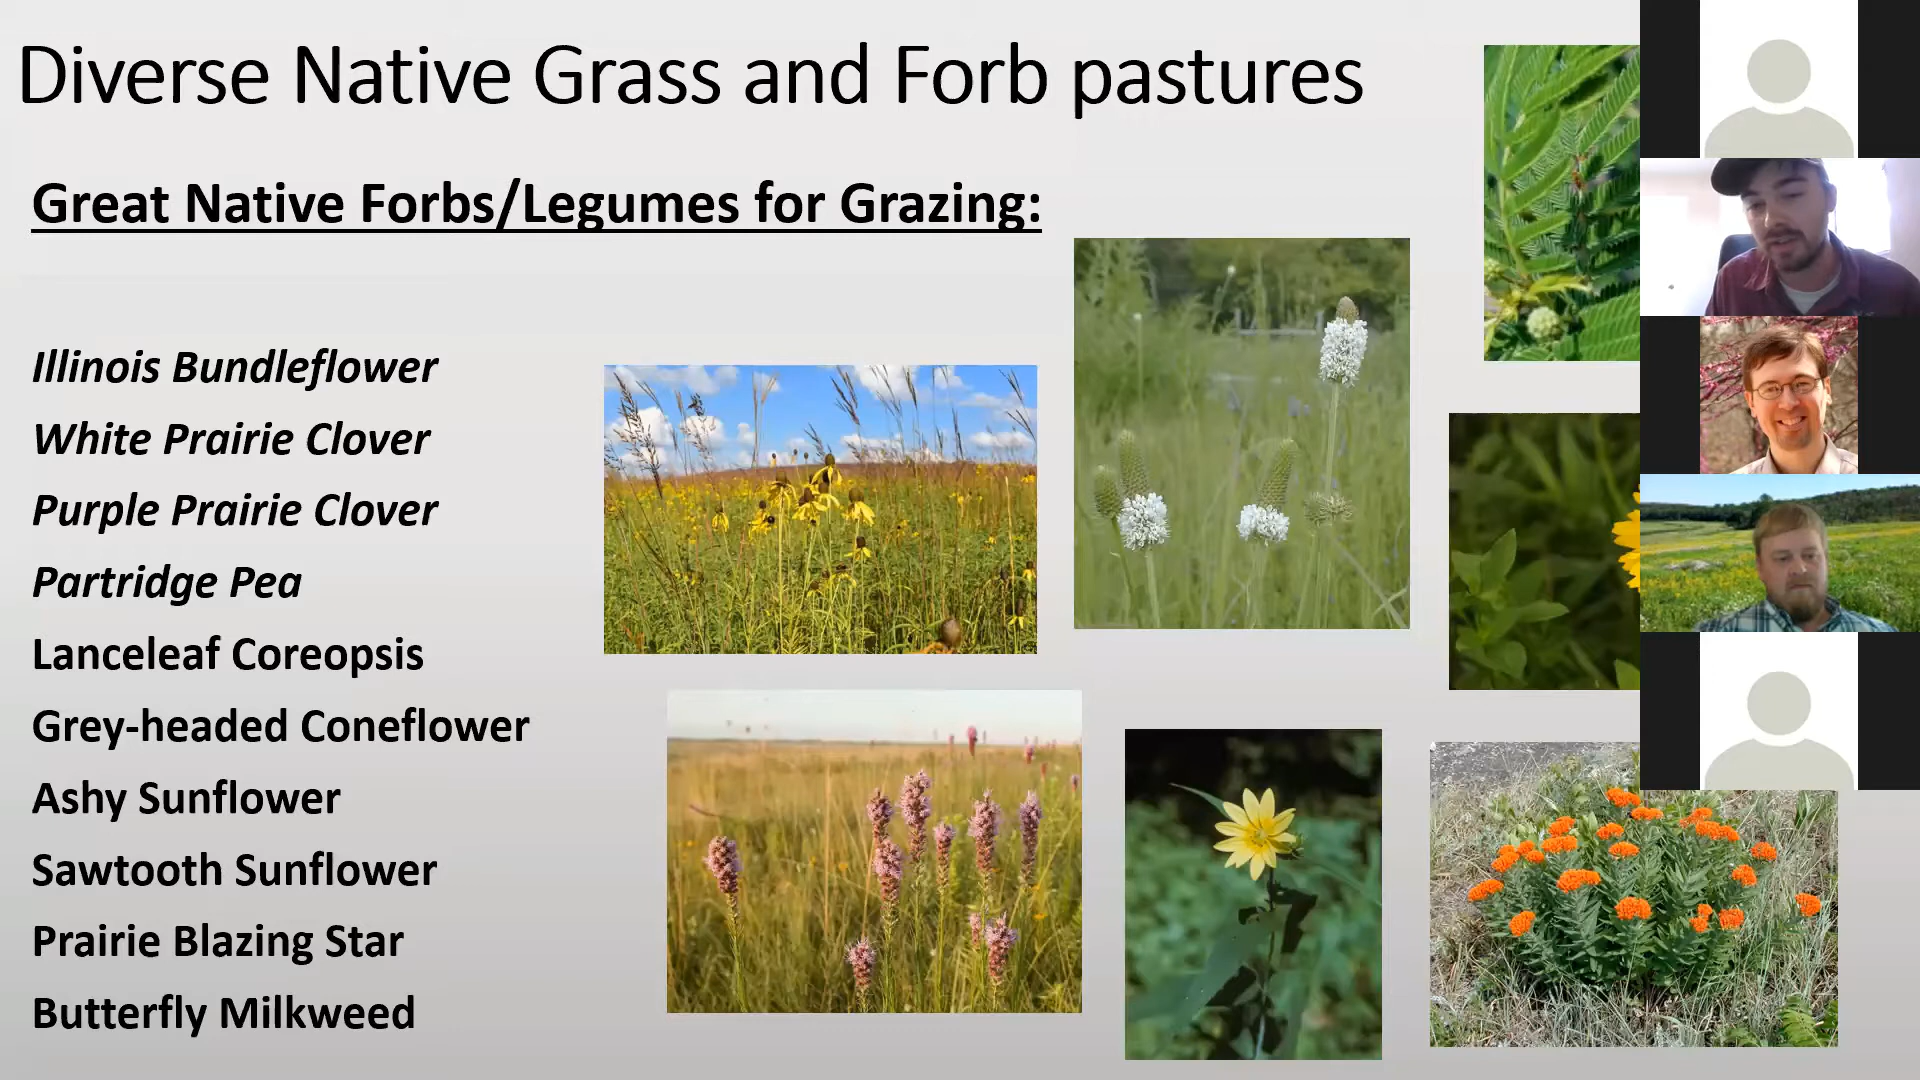 Diverse Native Grass and Forb pastures
Great Native Forbs/Legumes for Grazing:
Illinois Bundleflower
White Prairie Clover
Purple Prairie Clover
Partridge Pea
Lanceleaf Coreopsis
Grey-headed Coneflower
Ashy Sunflower
Sawtooth Sunflower
Prairie Blazing Star
Butterfly Milkweed